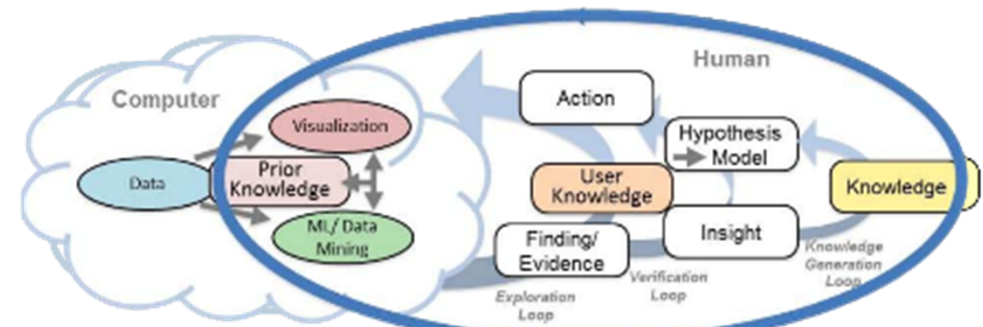 Computer
Human
Visualization
Data
Prior
Knowledge
ML/ Data
Mining
Action
Hypothesis
Model
User
Knowledge
Knowledge
Finding/
Evidence
Insight
Exploration
Loop
Verification
Loop
Knowledge
Generation
Loop